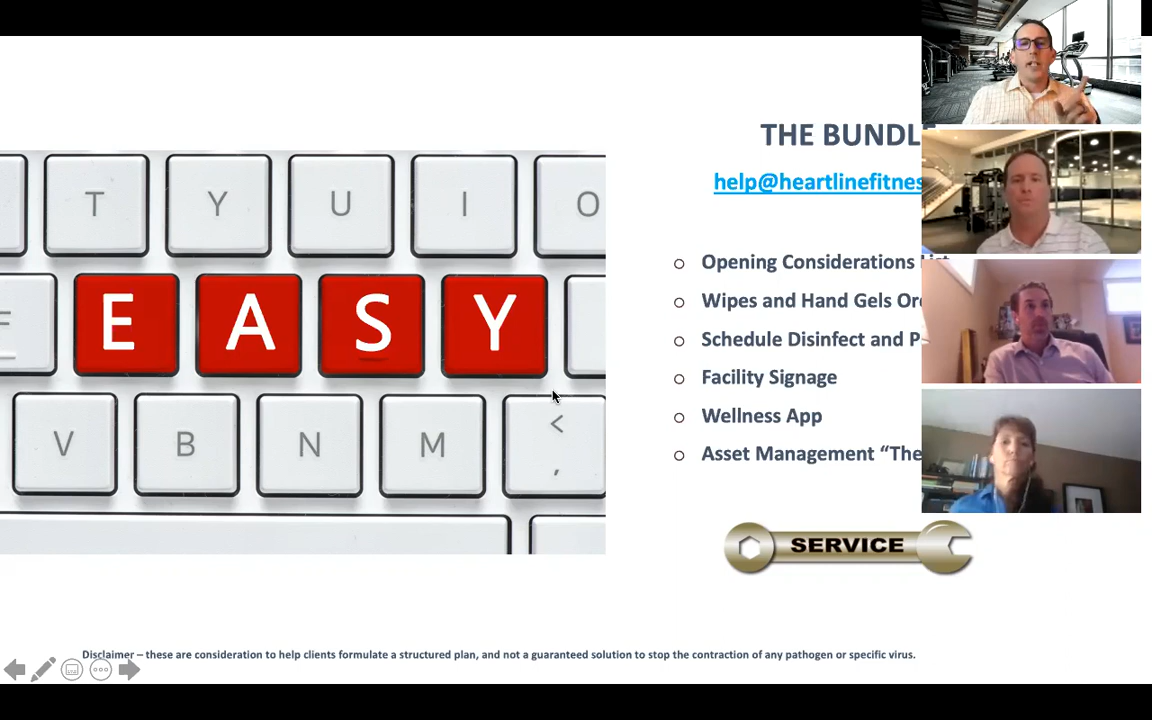 T Y U I O
E A S Y
V B N M <
,
THE BUNDLE
help@heartlinefitnes
Opening Considerations List
Wipes and Hand Gels Or
Schedule Disinfect and P
Facility Signage
Wellness App
Asset Management “The
SERVICE
Disclaimer – these are consideration to help clients formulate a structured plan, and not a guaranteed solution to stop the contraction of any pathogen or specific virus.